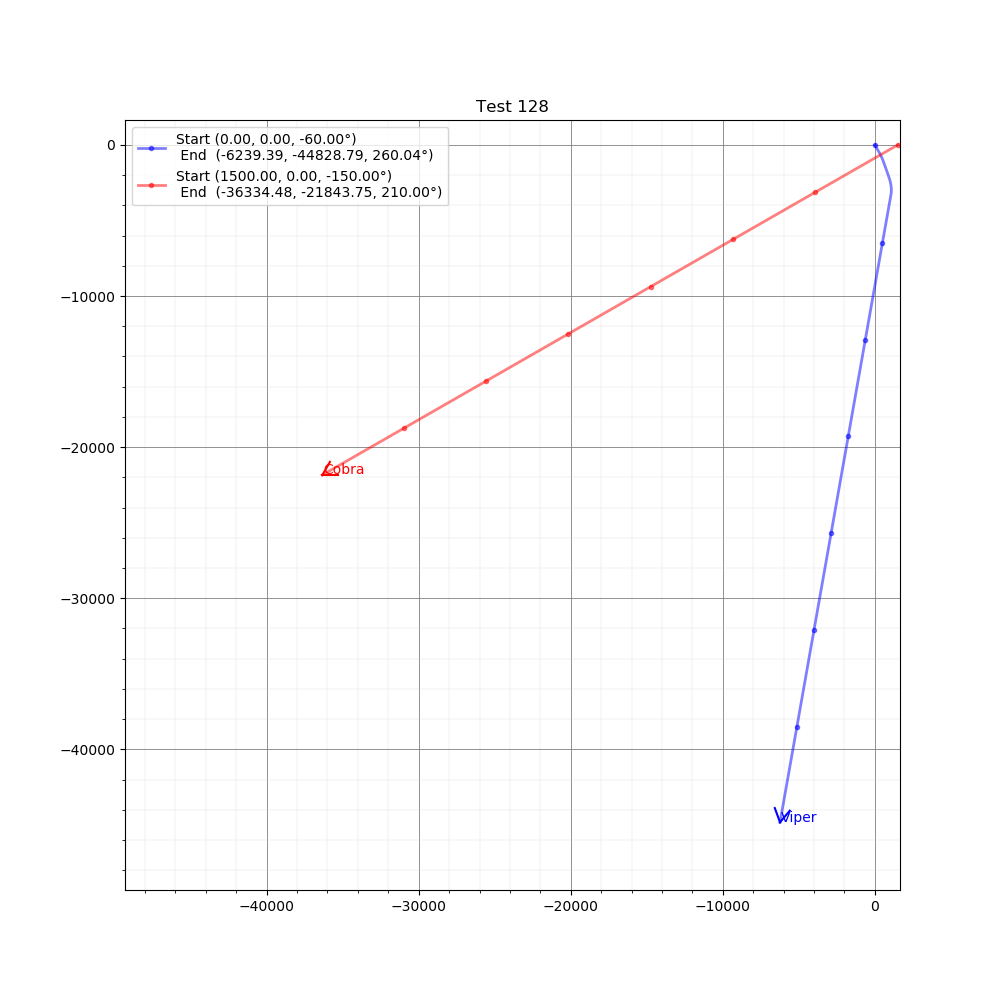 Test 128
Start (0.00, 0.00, -60.00°)
End  (-6239.39, -44828.79, 260.04°)
Start (1500.00, 0.00, -150.00°)
End  (-36334.48, -21843.75, 210.00°)
0
−10000
−20000
−30000
−40000
Cobra
Viper
−40000
−30000
−20000
−10000
0